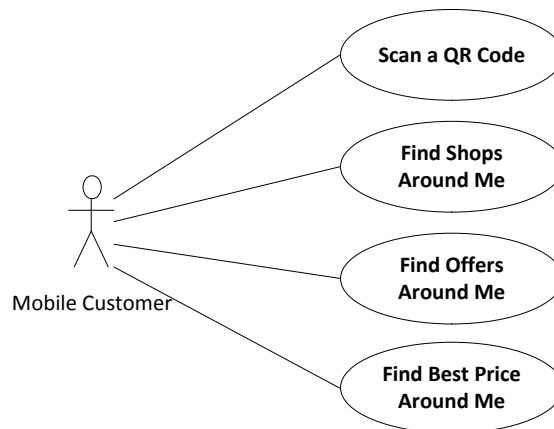 Scan a QR Code
Find Shops
Around Me
Mobile Customer
Find Offers
Around Me
Find Best Price
Around Me